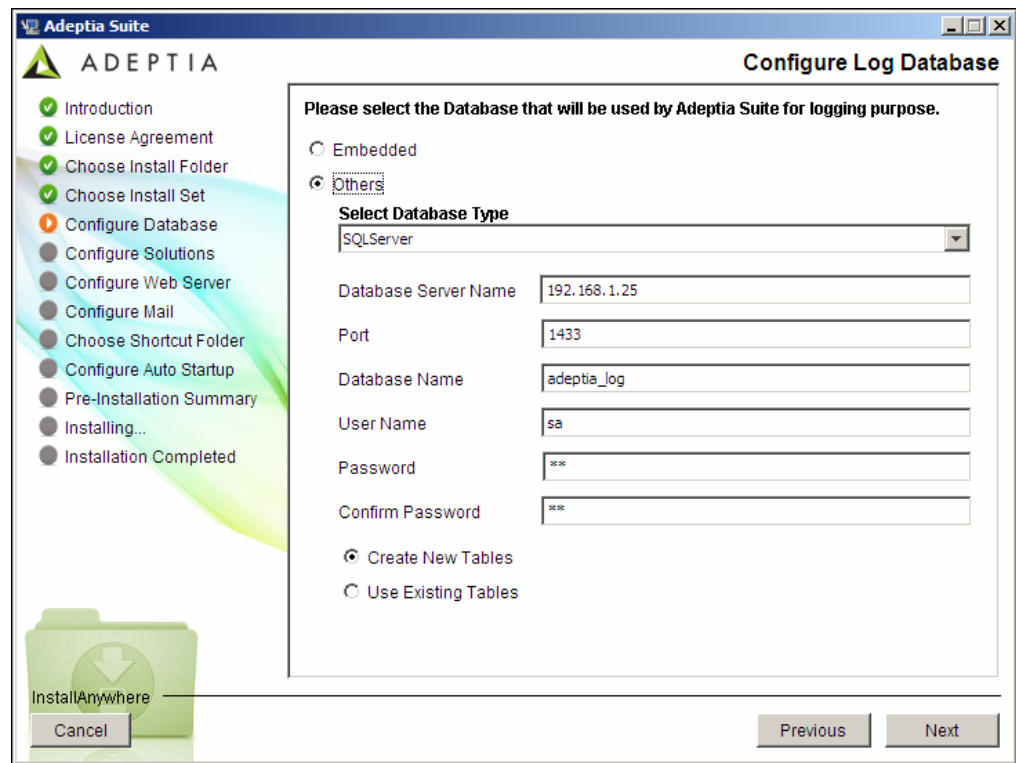 Adeptia Suite
ADEPTIA
Configure Log Database
Introduction
License Agreement
Choose Install Folder
Choose Install Set
Configure Database
Configure Solutions
Configure Web Server
Configure Mail
Choose Shortcut Folder
Configure Auto Startup
Pre-Installation Summary
Installing...
Installation Completed
Please select the Database that will be used by Adeptia Suite for logging purpose.
Embedded
Others
Select Database Type
SQLServer
Database Server Name 192.168.1.25
Port 1433
Database Name adeptia_log
User Name sa
Password **
Confirm Password **
Create New Tables
Use Existing Tables
InstallAnywhere
Cancel Previous Next